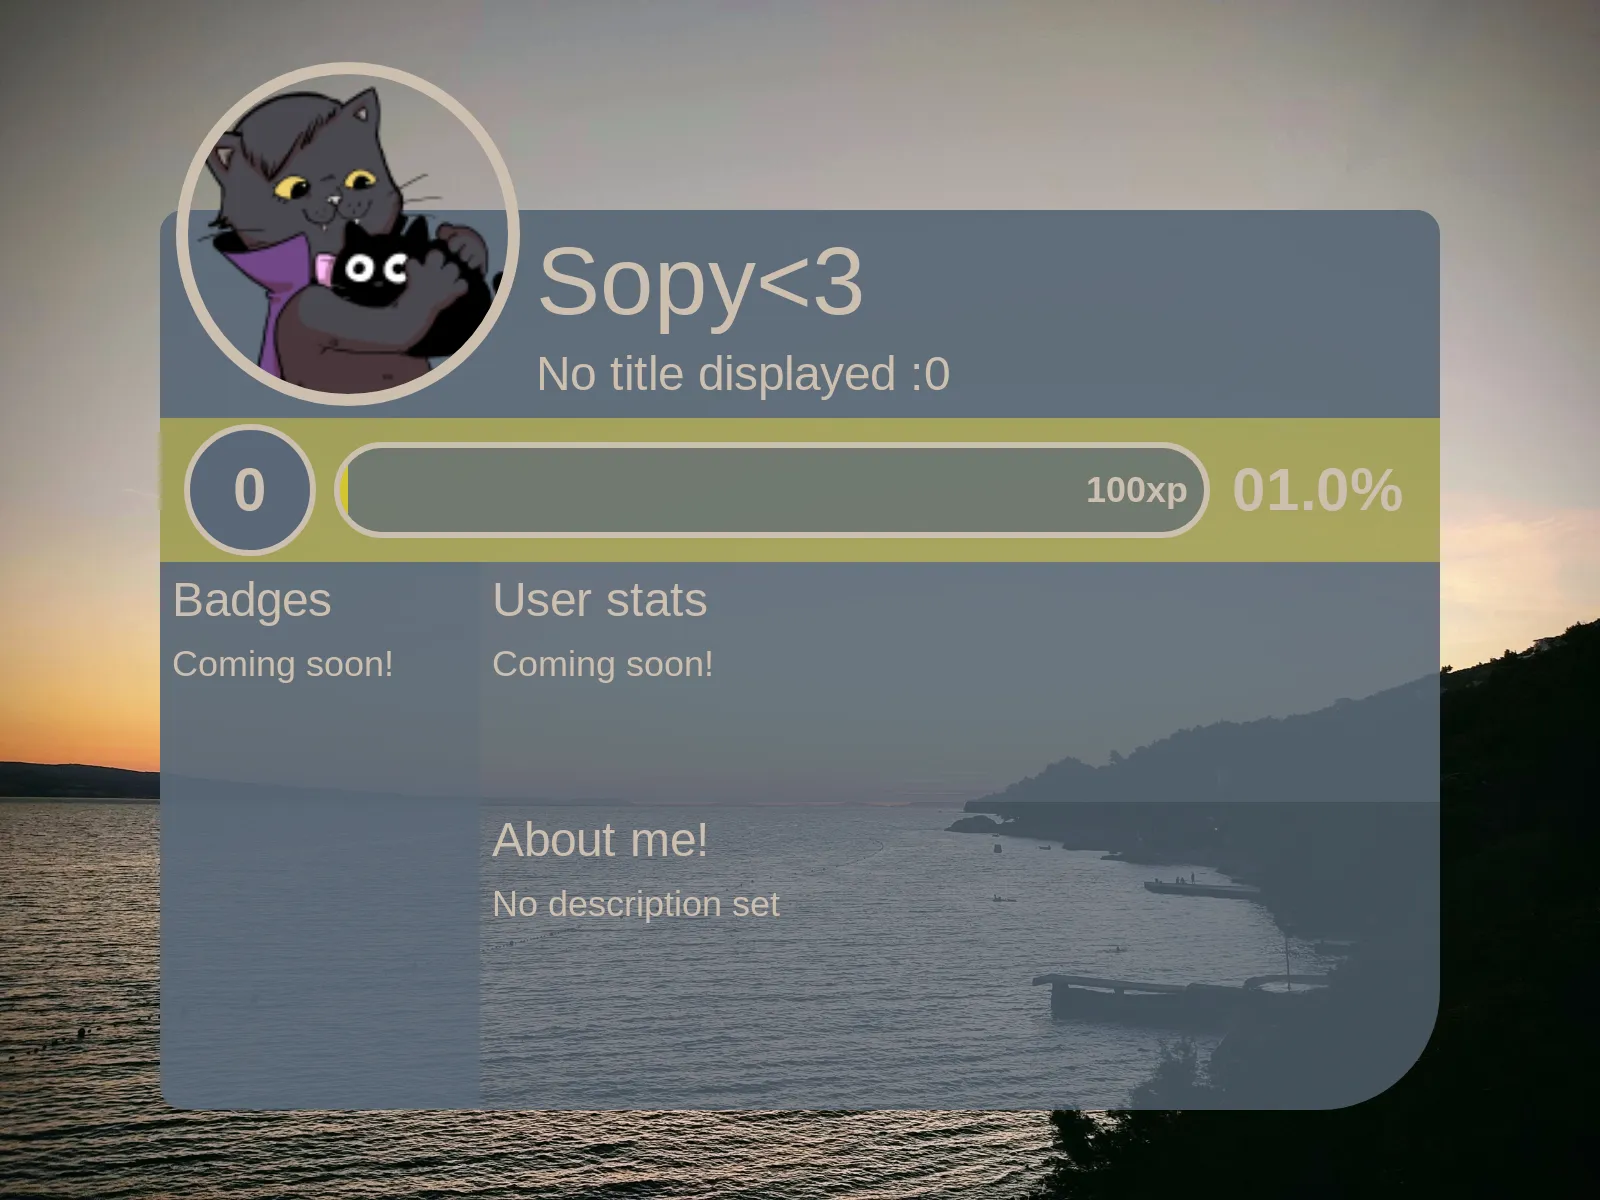 Sopy<3
No title displayed :0
0
100xp
01.0%
Badges
Coming soon!
User stats
Coming soon!
About me!
No description set